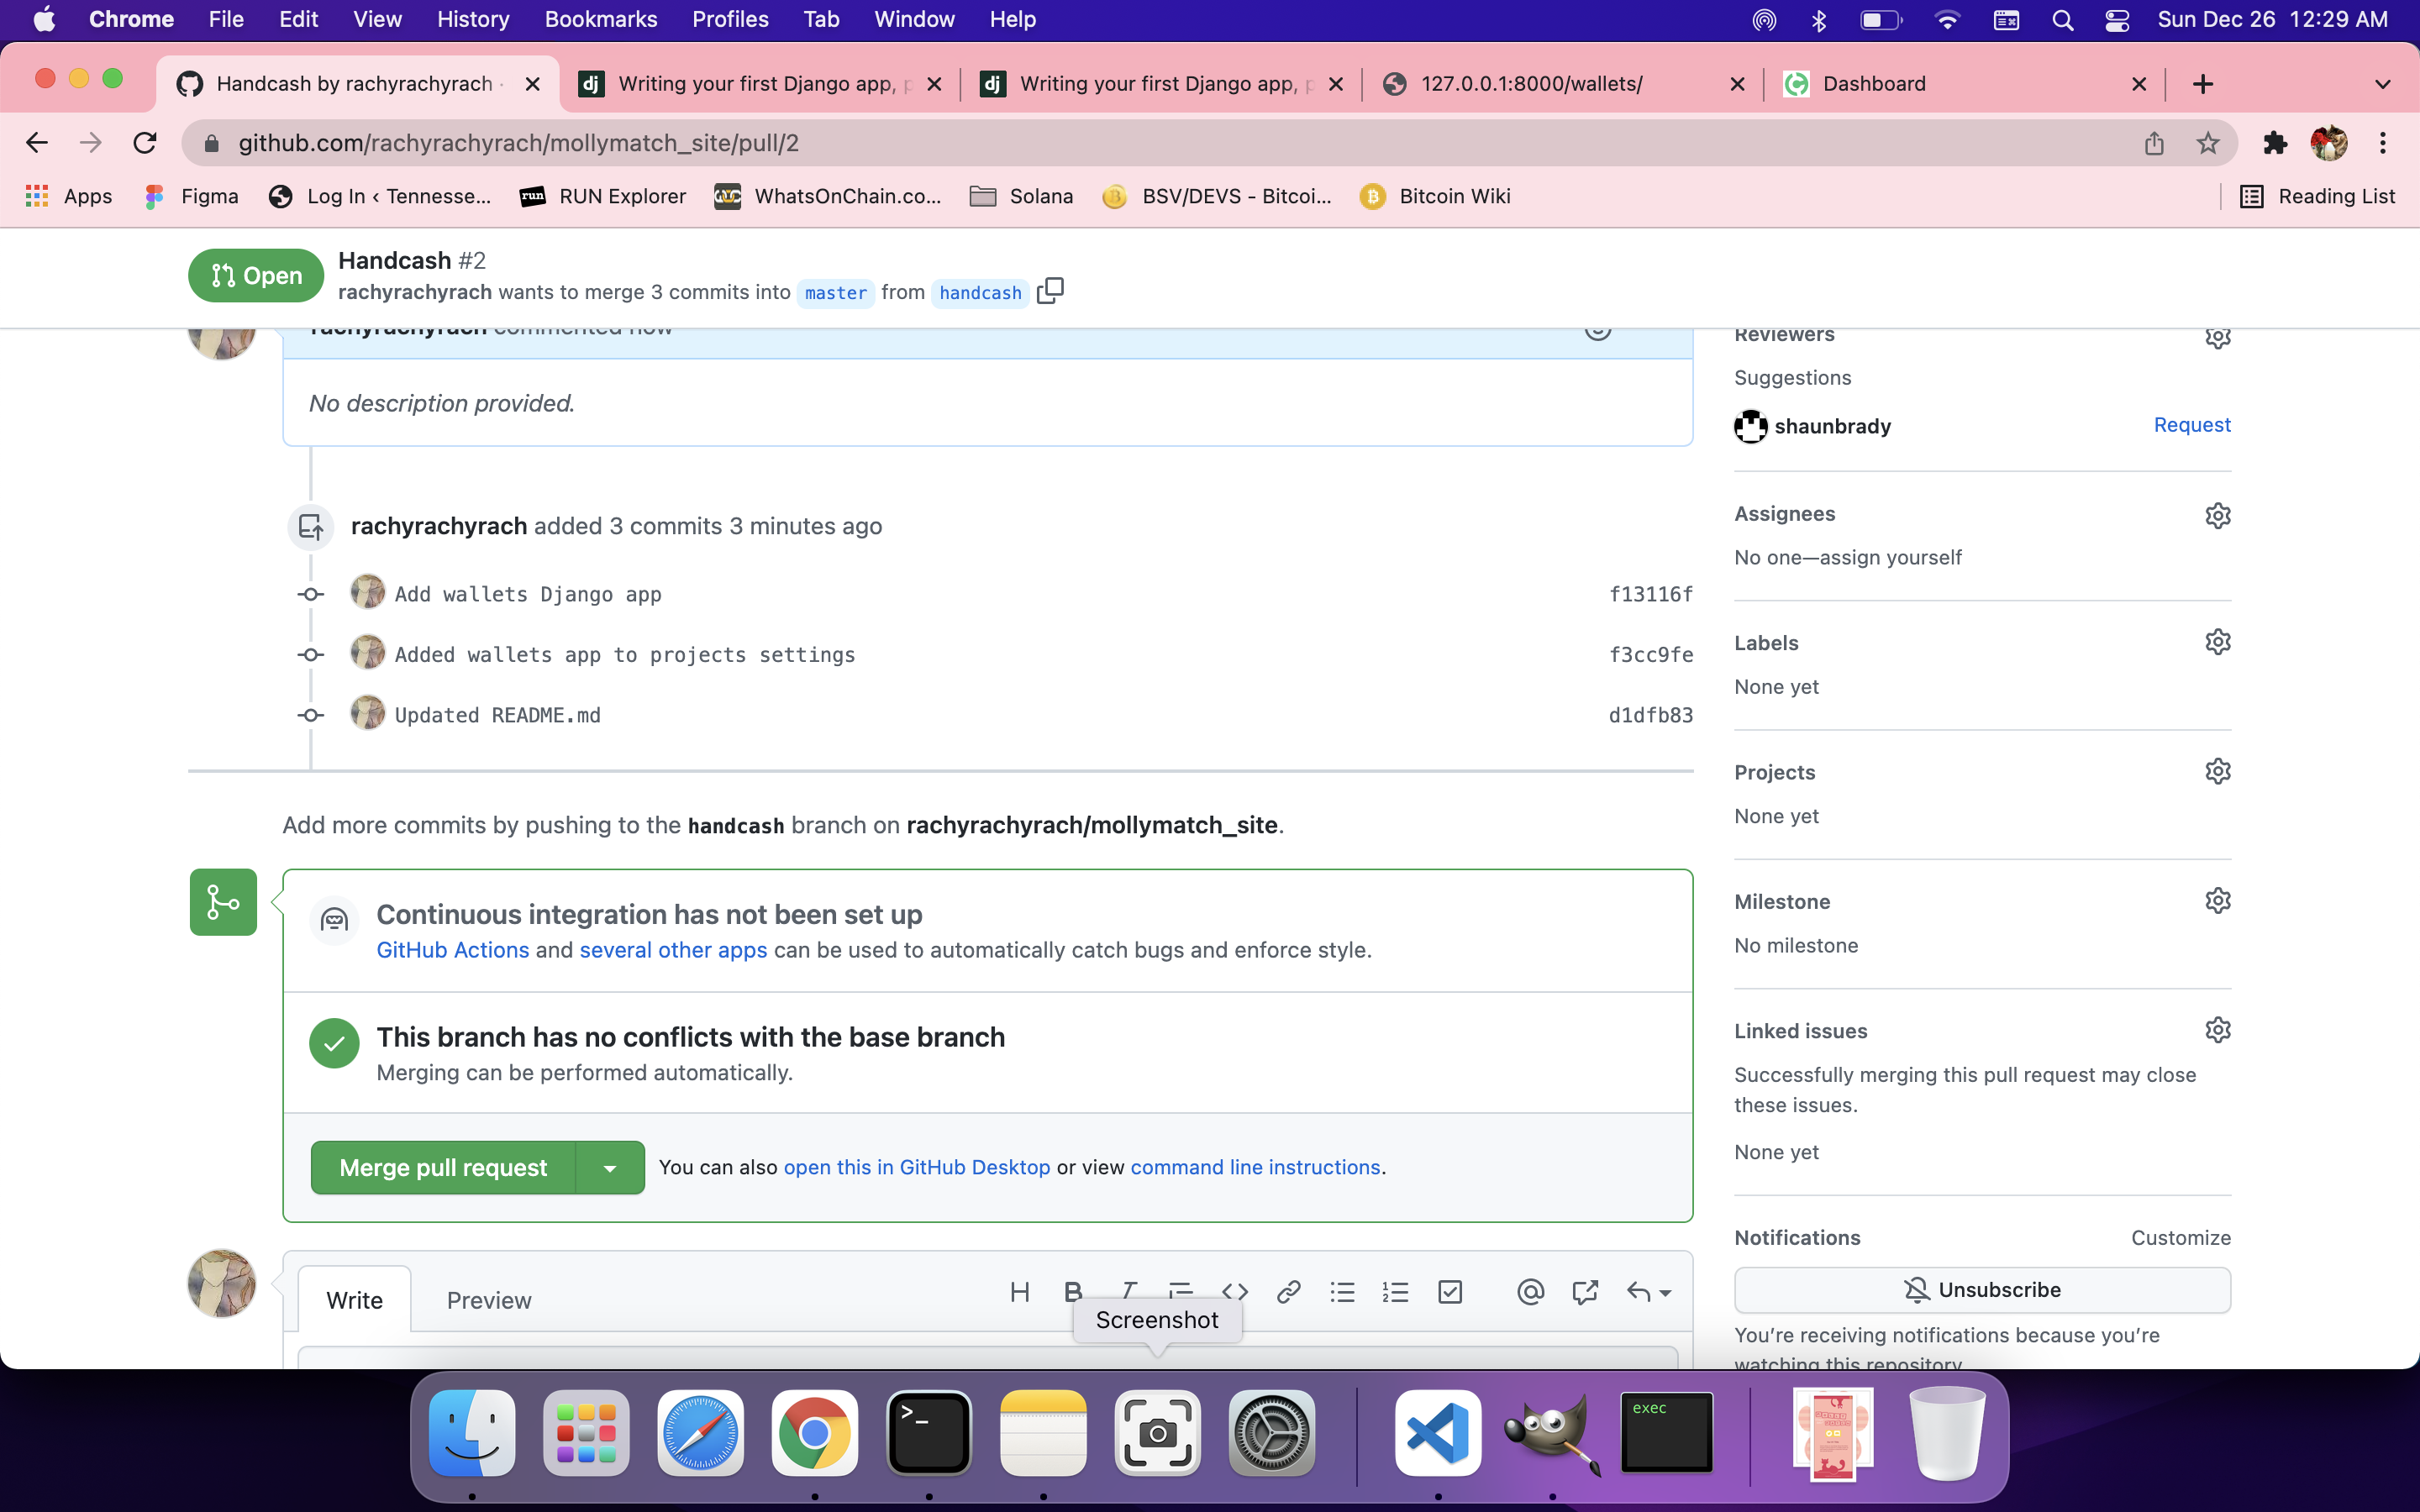 Chrome File Edit View History Bookmarks Profiles Tab Window Help Sun Dec 26 12:29 AM
Handcash by rachyrachyrach · Writing your first Django app, p Writing your first Django app, p 127.0.0.1:8000/wallets/ Dashboard
github.com/rachyrachyrach/mollymatch_site/pull/2
Apps Figma Log In ‹ Tennesse... run RUN Explorer WhatsOnChain.co... Solana BSV/DEVS - Bitcoi... Bitcoin Wiki Reading List
Open
Handcash #2
rachyrachyrach wants to merge 3 commits into master from handcash
rachyrachyrach commented now
No description provided.
rachyrachyrach added 3 commits 3 minutes ago
Add wallets Django app f13116f
Added wallets app to projects settings f3cc9fe
Updated README.md d1dfb83
Add more commits by pushing to the handcash branch on rachyrachyrach/mollymatch_site.
Continuous integration has not been set up
GitHub Actions and several other apps can be used to automatically catch bugs and enforce style.
This branch has no conflicts with the base branch
Merging can be performed automatically.
Merge pull request You can also open this in GitHub Desktop or view command line instructions.
Write Preview
Screenshot
Reviewers
Suggestions
shaunbrady Request
Assignees
No one—assign yourself
Labels
None yet
Projects
None yet
Milestone
No milestone
Linked issues
Successfully merging this pull request may close
these issues.
None yet
Notifications Customize
Unsubscribe
You're receiving notifications because you're
watching this repository.
exec